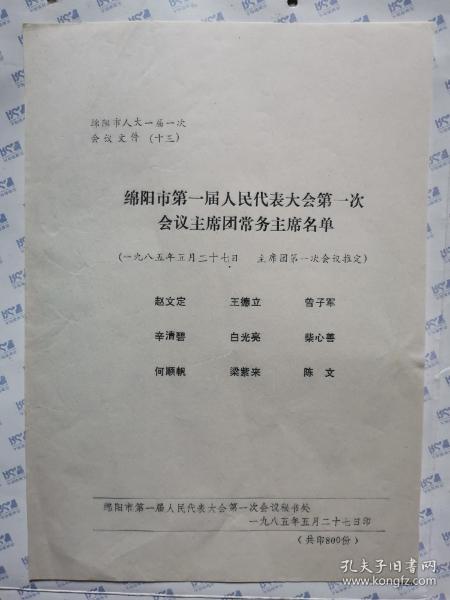 绵阳市人大一届一次
会议文件（十三）
绵阳市第一届人民代表大会第一次
会议主席团常务主席名单
（一九八五年五月二十七日 主席团第一次会议推定）
赵文定 王德立 曾子军
辛清碧 白光亮 柴心善
何顺帆 梁紫来 陈文
绵阳市第一届人民代表大会第一次会议秘书处
一九八五年五月二十七日印
（共印800份）
孔夫子旧书网
www.kongfz.com